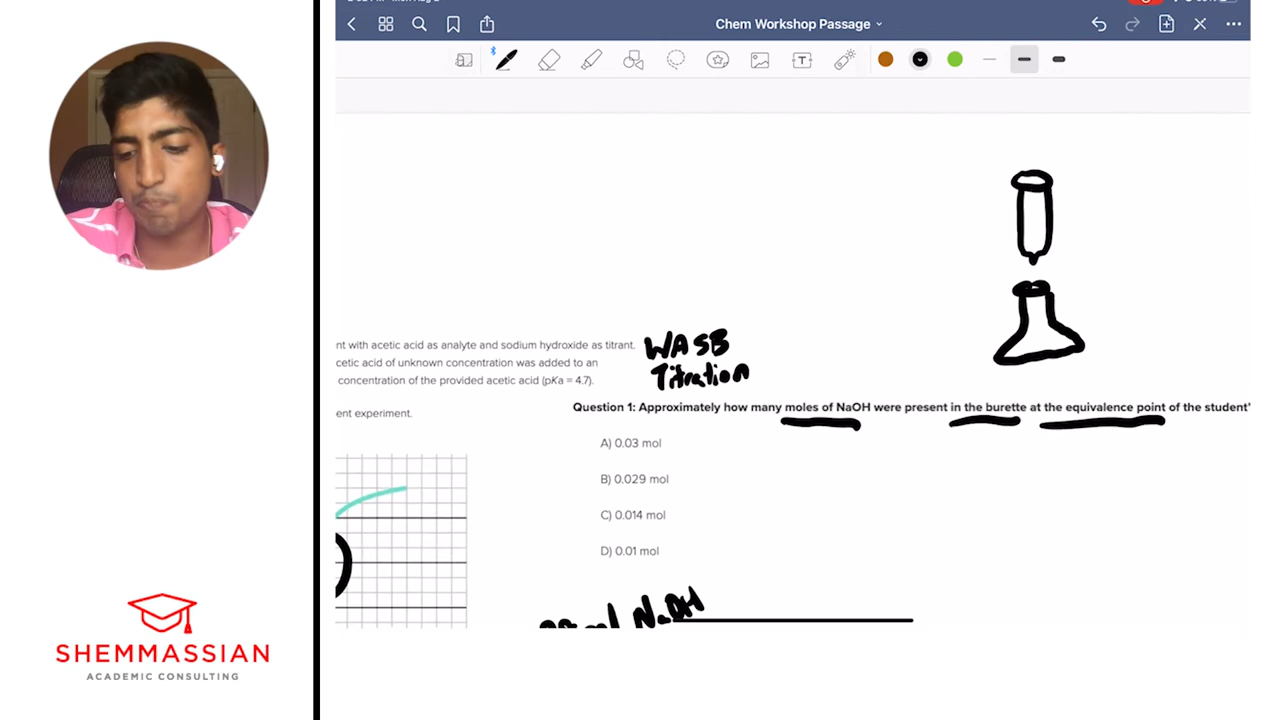 Chem Workshop Passage
nt with acetic acid as analyte and sodium hydroxide as titrant.
cetic acid of unknown concentration was added to an
concentration of the provided acetic acid (pKa = 4.7).
ent experiment.
WASB
Titration
Question 1: Approximately how many moles of NaOH were present in the burette at the equivalence point of the student'
A) 0.03 mol
B) 0.029 mol
C) 0.014 mol
D) 0.01 mol
NaOH
SHEMMASSIAN
ACADEMIC CONSULTING